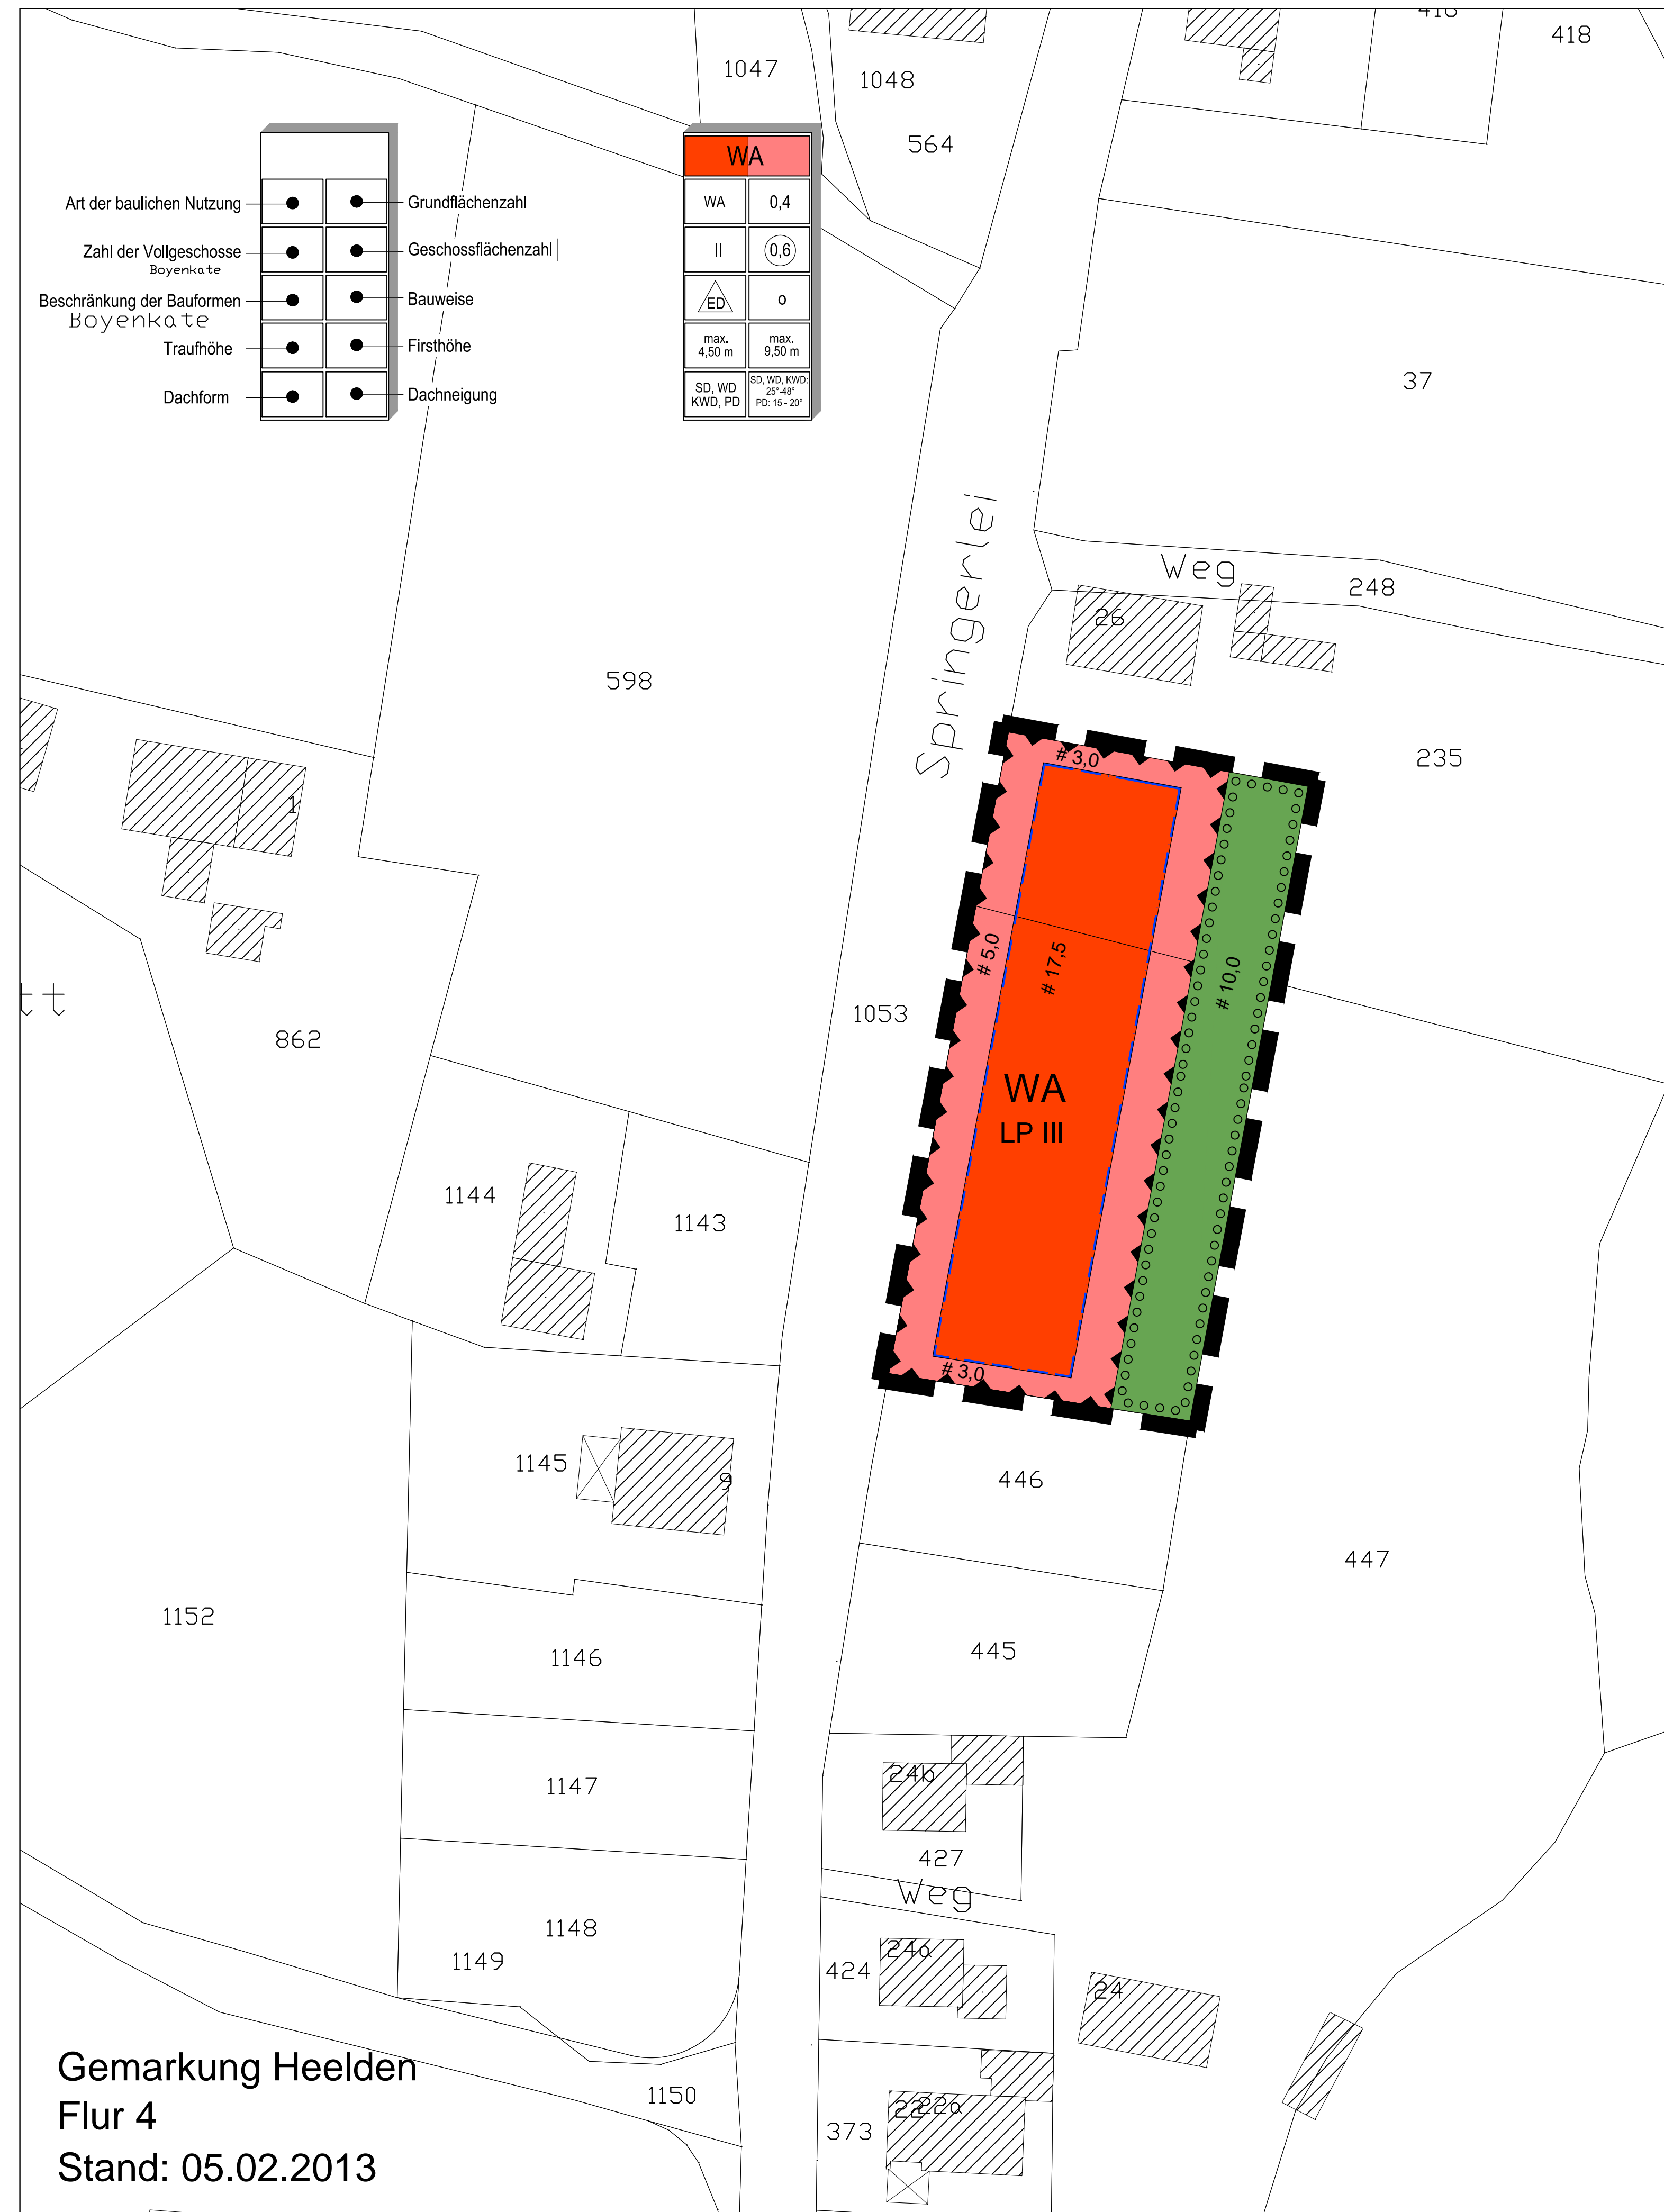 418
1047
1048
564
WA
Art der baulichen Nutzung
Grundflächenzahl
WA
0,4
Zahl der Vollgeschosse
Geschossflächenzahl
II
0,6
Boyenkate
Beschränkung der Bauformen
Bauweise
ED
o
Boyenkate
Traufhöhe
Firsthöhe
max.
4,50 m
max.
9,50 m
Dachform
Dachneigung
SD, WD
KWD, PD
SD, WD, KWD:
25°-48°
PD: 15 - 20°
37
Springerlei
Weg
248
26
598
235
# 3,0
1
# 5,0
# 17,5
# 10,0
tt
1053
862
WA
LP III
1144
1143
# 3,0
1145
9
446
447
1152
1146
445
1147
24b
427
Weg
1148
1149
424
24a
24
Gemarkung Heelden
Flur 4
Stand: 05.02.2013
1150
22
22a
373